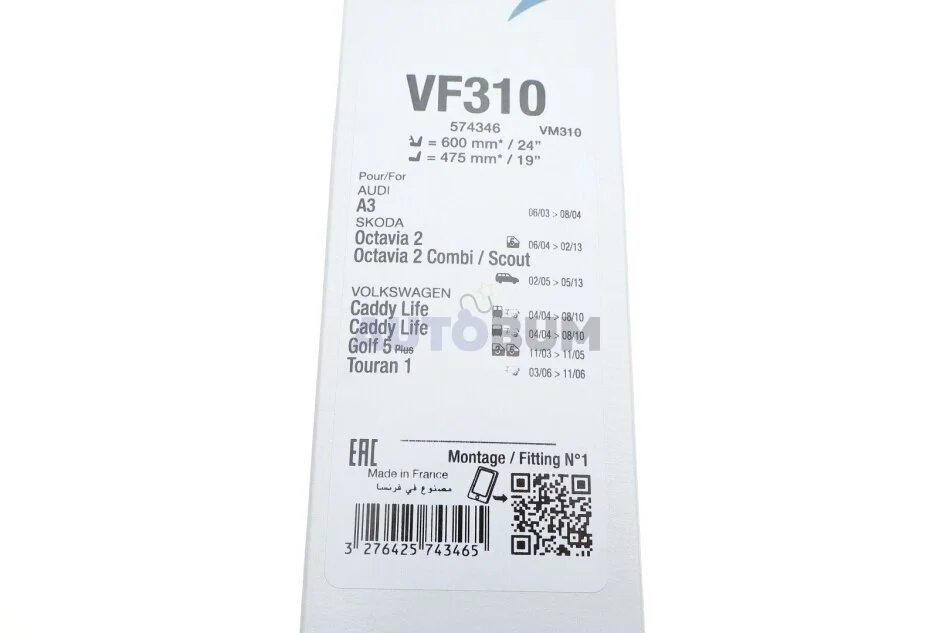 VF310
574346 VM310
= 600 mm* / 24"
= 475 mm* / 19"
Pour/For
AUDI
A3 06/03 > 08/04
SKODA
Octavia 2 06/04 > 02/13
Octavia 2 Combi / Scout
02/05 > 05/13
VOLKSWAGEN
Caddy Life 04/04 > 08/10
Caddy Life 04/04 > 08/10
AUTOBUM
Golf 5 Plus 11/03 > 11/05
Touran 1 03/06 > 11/06
EAC
Montage / Fitting N°1
Made in France
مصنوع في فرنسا
3 276425 743465